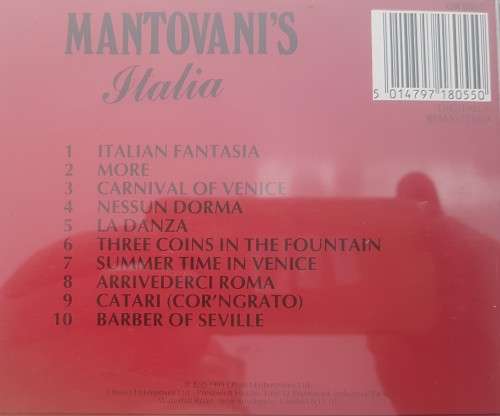 MANTOVANI'S
Italia
5 014797 180550
1 ITALIAN FANTASIA
2 MORE
3 CARNIVAL OF VENICE
4 NESSUN DORMA
5 LA DANZA
6 THREE COINS IN THE FOUNTAIN
7 SUMMER TIME IN VENICE
8 ARRIVEDERCI ROMA
9 CATARI (COR'NGRATO)
10 BARBER OF SEVILLE